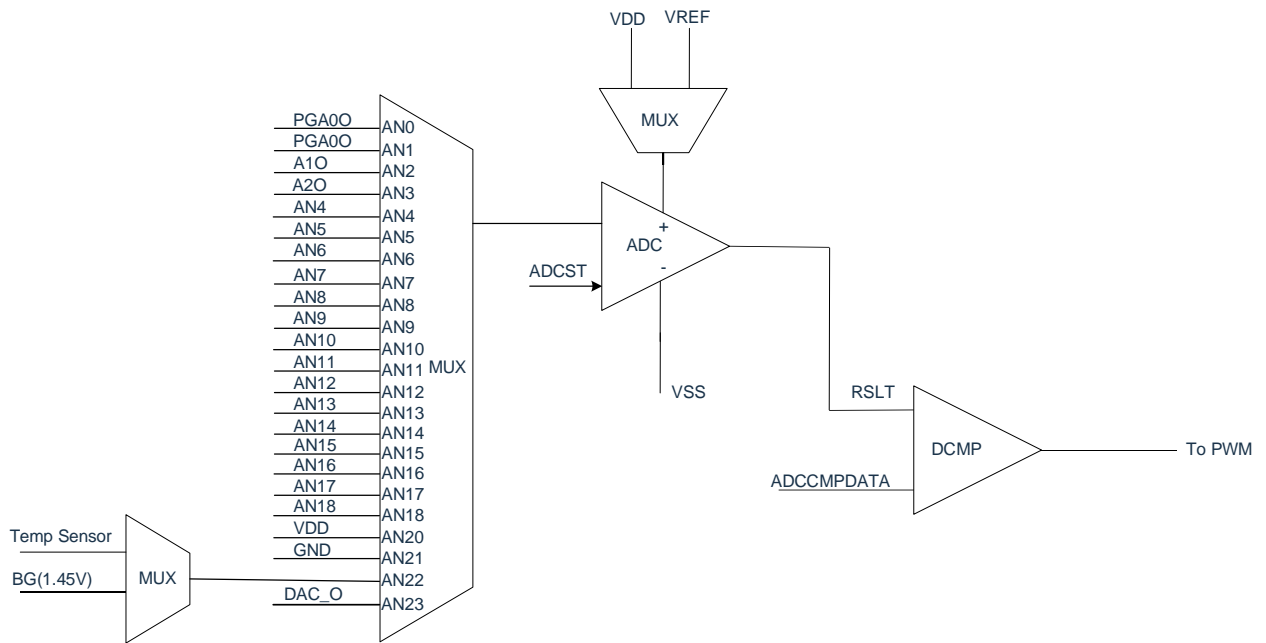 VDD VREF
MUX
PGA0O AN0
PGA0O AN1
A1O AN2
A2O AN3
AN4 AN4
AN5 AN5
AN6 AN6
AN7 AN7
AN8 AN8
AN9 AN9
AN10 AN10
AN11 AN11
AN12 AN12
AN13 AN13
AN14 AN14
AN15 AN15
AN16 AN16
AN17 AN17
AN18 AN18
VDD AN20
GND AN21
AN22
DAC_O AN23
MUX
Temp Sensor
BG(1.45V)
MUX
+
ADC
-
ADCST
VSS
RSLT
DCMP
ADCCMPDATA
To PWM